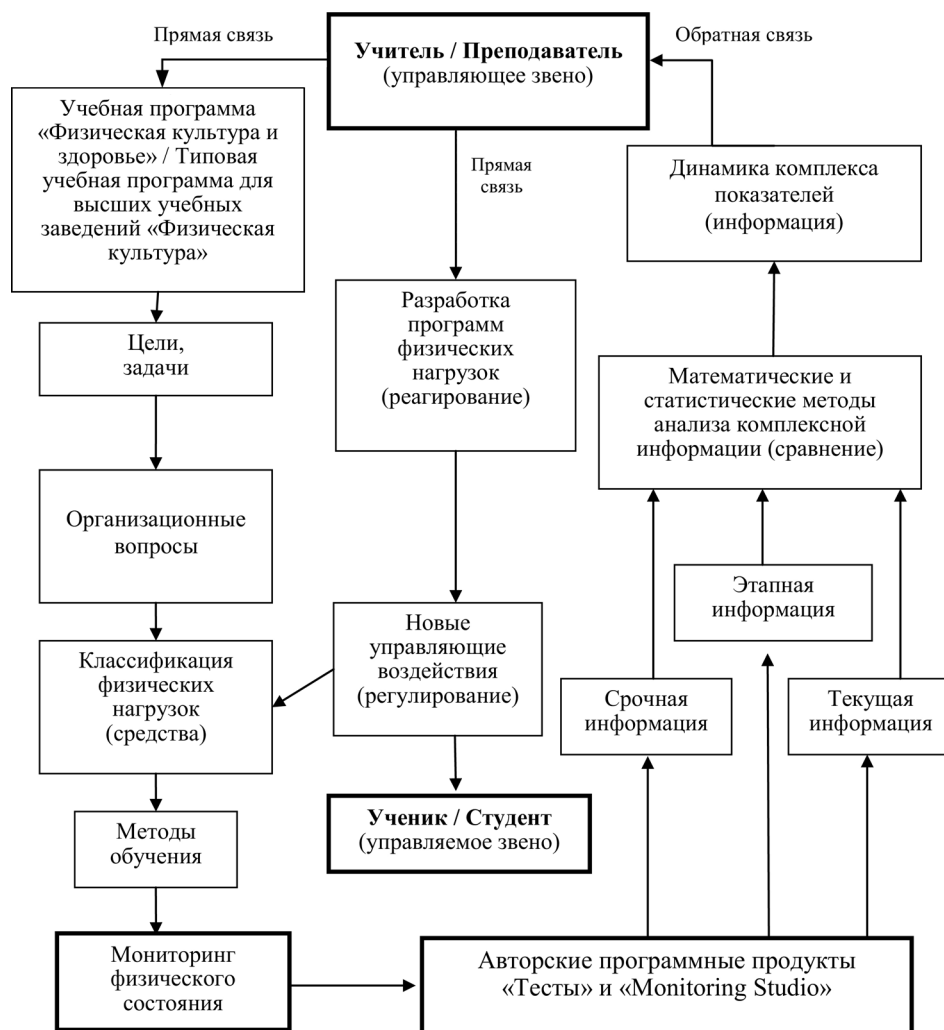 Прямая связь
Учитель / Преподаватель
(управляющее звено)
Обратная связь
Учебная программа
«Физическая культура и
здоровье» / Типовая
учебная программа для
высших учебных
заведений «Физическая
культура»
Прямая
связь
Динамика комплекса
показателей
(информация)
Цели,
задачи
Разработка
программ
физических
нагрузок
(реагирование)
Математические и
статистические методы
анализа комплексной
информации (сравнение)
Организационные
вопросы
Этапная
информация
Классификация
физических
нагрузок
(средства)
Новые
управляющие
воздействия
(регулирование)
Срочная
информация
Текущая
информация
Методы
обучения
Ученик / Студент
(управляемое звено)
Мониторинг
физического
состояния
Авторские программные продукты
«Тесты» и «Monitoring Studio»